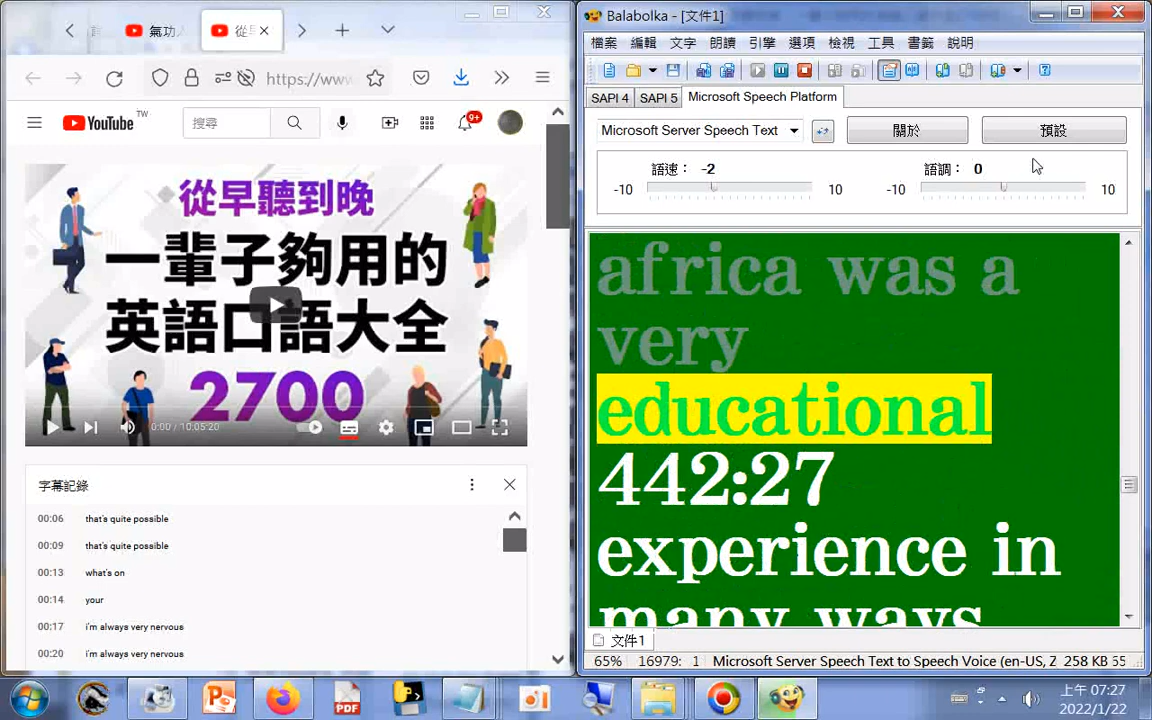 氣功
從
https://www
YouTube TW
搜尋
9+
從早聽到晚
一輩子夠用的
英語口語大全
2700
0:00 / 10:05:20
字幕記錄
00:06 that's quite possible
00:09 that's quite possible
00:13 what's on
00:14 your
00:17 i'm always very nervous
00:20 i'm always very nervous
Balabolka - [文件1]
檔案 編輯 文字 朗讀 引擎 選項 檢視 工具 書籤 說明
SAPI 4 SAPI 5 Microsoft Speech Platform
Microsoft Server Speech Text 關於 預設
語速： -2 語調： 0
-10 10 -10 10
africa was a
very
educational
442:27
experience in
many ways
文件1
65% 16979: 1 Microsoft Server Speech Text to Speech Voice (en-US, Z 258 KB 55
PDF
上午 07:27
2022/1/22